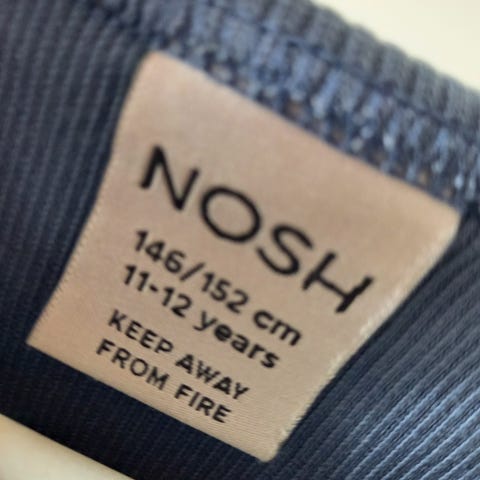 NOSH
146/152 cm
11-12 years
KEEP AWAY
FROM FIRE